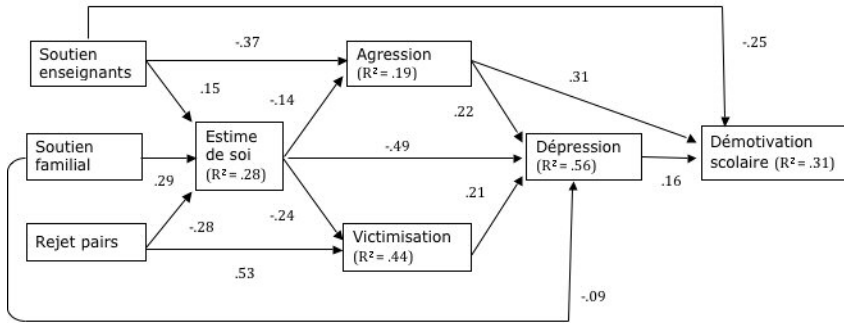 -.37
-.25
Soutien
enseignants
Agression
(R² = .19)
.31
.15
-.14
.22
Estime
de soi
(R² = .28)
Soutien
familial
-.49
Dépression
(R² = .56)
Démotivation
scolaire (R² = .31)
.29
.16
.21
-.24
-.28
Rejet pairs
Victimisation
(R² = .44)
.53
-.09